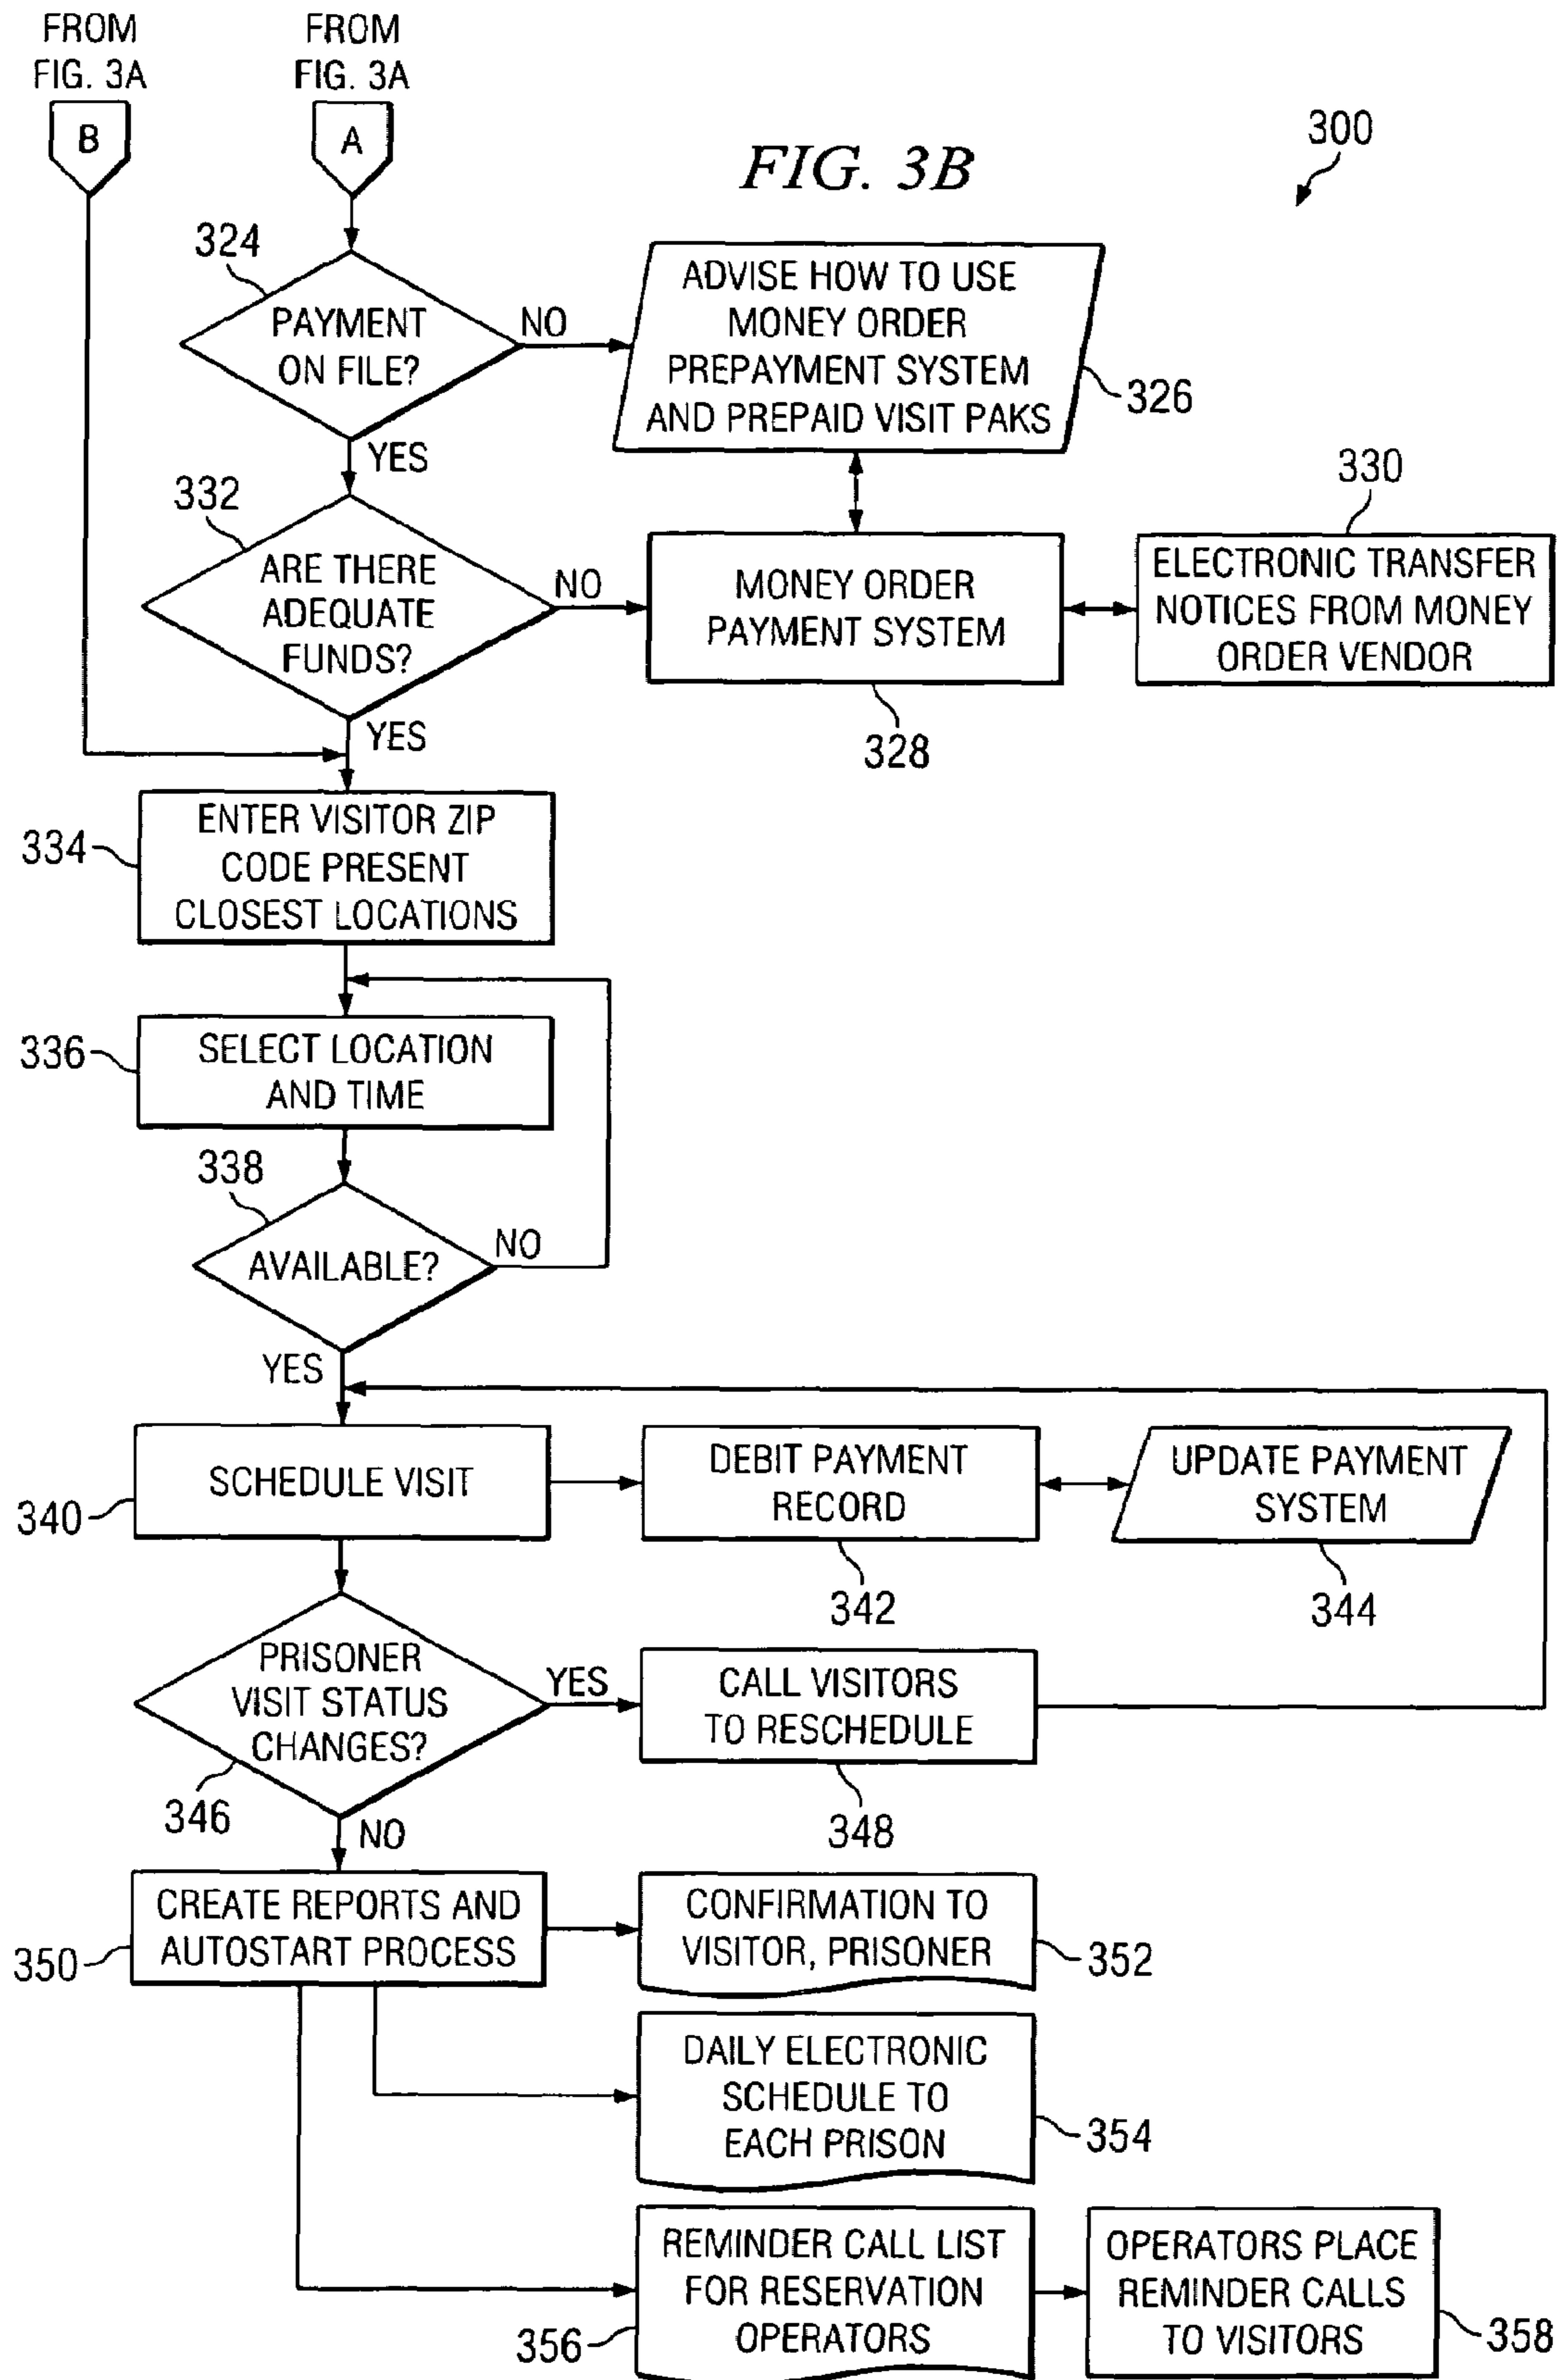 FROM
FIG. 3A
B
FROM
FIG. 3A
A
FIG. 3B
300
324
PAYMENT
ON FILE?
NO
YES
ADVISE HOW TO USE
MONEY ORDER
PREPAYMENT SYSTEM
AND PREPAID VISIT PAKS
326
332
ARE THERE
ADEQUATE
FUNDS?
NO
YES
MONEY ORDER
PAYMENT SYSTEM
328
330
ELECTRONIC TRANSFER
NOTICES FROM MONEY
ORDER VENDOR
334
ENTER VISITOR ZIP
CODE PRESENT
CLOSEST LOCATIONS
336
SELECT LOCATION
AND TIME
338
AVAILABLE?
NO
YES
340
SCHEDULE VISIT
DEBIT PAYMENT
RECORD
342
UPDATE PAYMENT
SYSTEM
344
PRISONER
VISIT STATUS
CHANGES?
346
YES
NO
CALL VISITORS
TO RESCHEDULE
348
350
CREATE REPORTS AND
AUTOSTART PROCESS
CONFIRMATION TO
VISITOR, PRISONER
352
DAILY ELECTRONIC
SCHEDULE TO
EACH PRISON
354
356
REMINDER CALL LIST
FOR RESERVATION
OPERATORS
OPERATORS PLACE
REMINDER CALLS
TO VISITORS
358